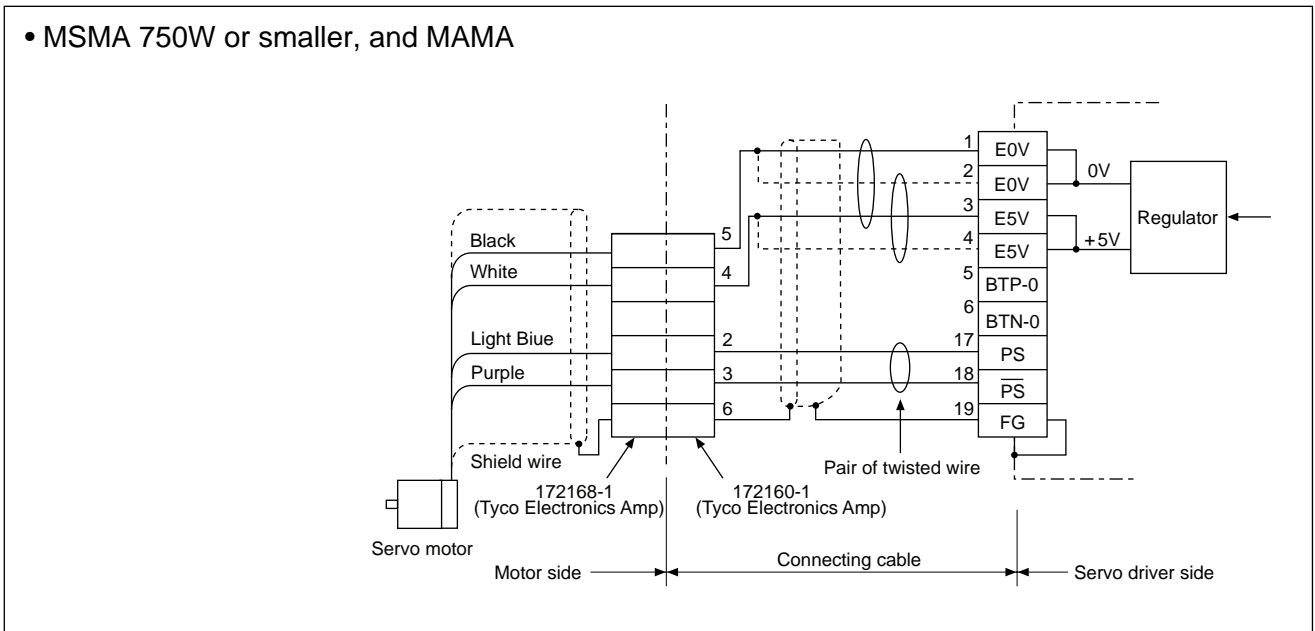 • MSMA 750W or smaller, and MAMA
1
E0V
2
E0V
0V
3
E5V
Regulator
4
E5V
+5V
5
BTP-0
6
BTN-0
17
PS
18
P̅S̅
19
FG
Black
5
White
4
Light Biue
2
Purple
3
6
Shield wire
Pair of twisted wire
172168-1
(Tyco Electronics Amp)
172160-1
(Tyco Electronics Amp)
Servo motor
Motor side
Connecting cable
Servo driver side